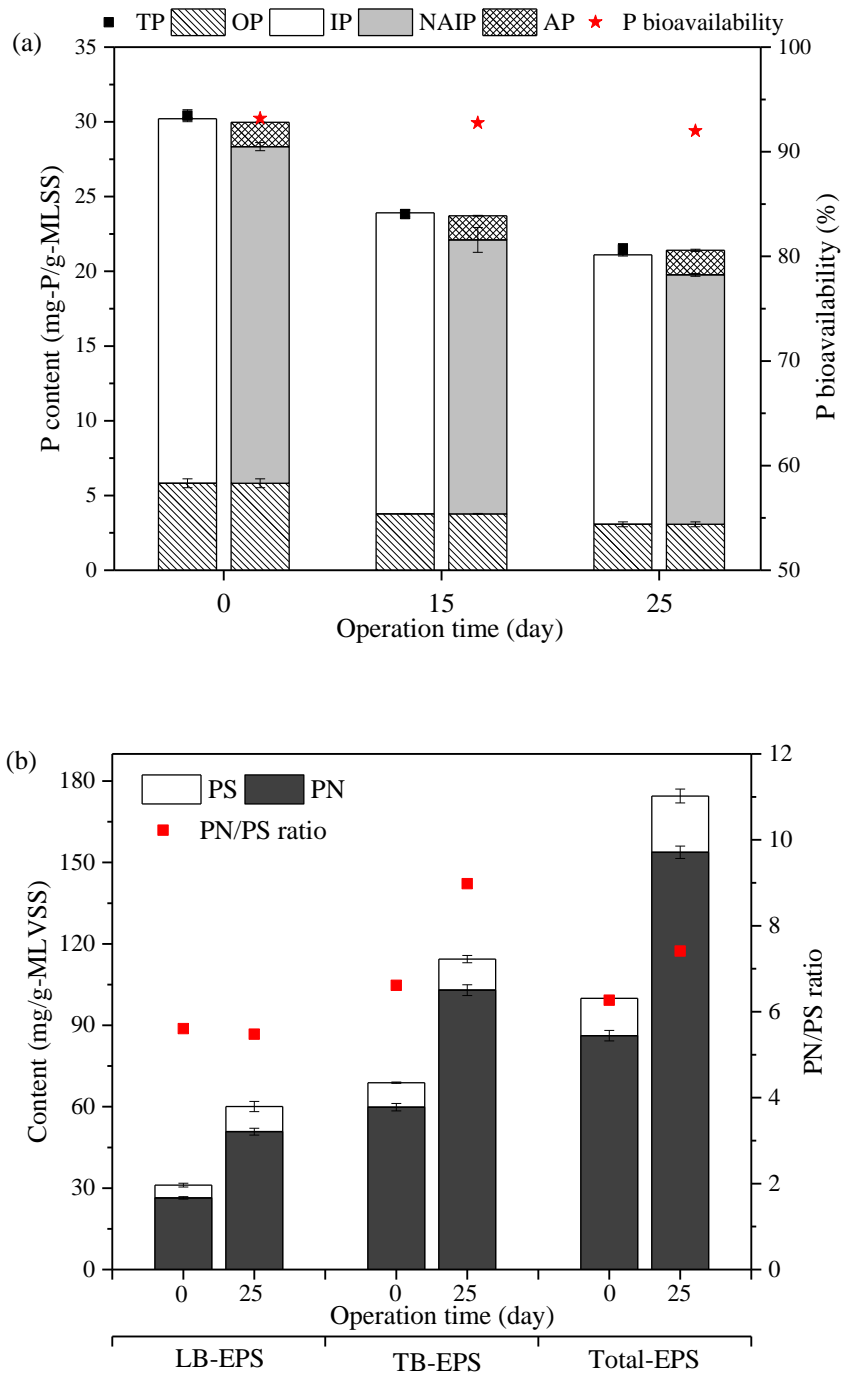 TP OP IP NAIP AP P bioavailability
(a)
35
30
25
20
15
10
5
0
P content (mg-P/g-MLSS)
100
90
80
70
60
50
P bioavailability (%)
0 15 25
Operation time (day)
(b)
PS PN
PN/PS ratio
180
150
120
90
60
30
0
Content (mg/g-MLVSS)
12
10
8
6
4
2
0
PN/PS ratio
0 25 0 25 0 25
Operation time (day)
LB-EPS TB-EPS Total-EPS